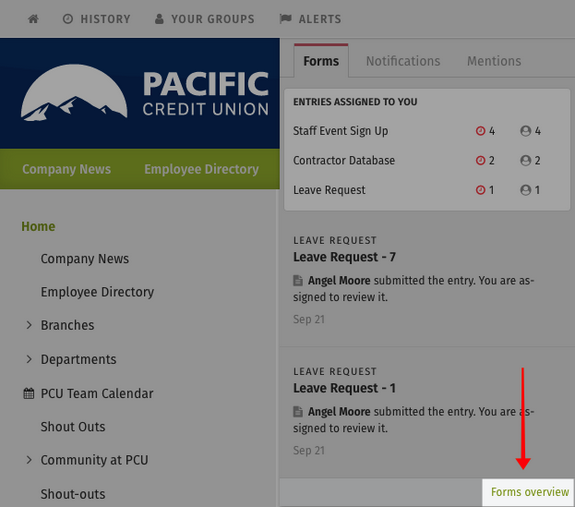 HISTORY YOUR GROUPS ALERTS
PACIFIC
CREDIT UNION
Company News Employee Directory
Home
Company News
Employee Directory
Branches
Departments
PCU Team Calendar
Shout Outs
Community at PCU
Shout-outs
Forms Notifications Mentions
ENTRIES ASSIGNED TO YOU
Staff Event Sign Up 4 4
Contractor Database 2 2
Leave Request 1 1
LEAVE REQUEST
Leave Request - 7
Angel Moore submitted the entry. You are as-
signed to review it.
Sep 21
LEAVE REQUEST
Leave Request - 1
Angel Moore submitted the entry. You are as-
signed to review it.
Sep 21
Forms overview